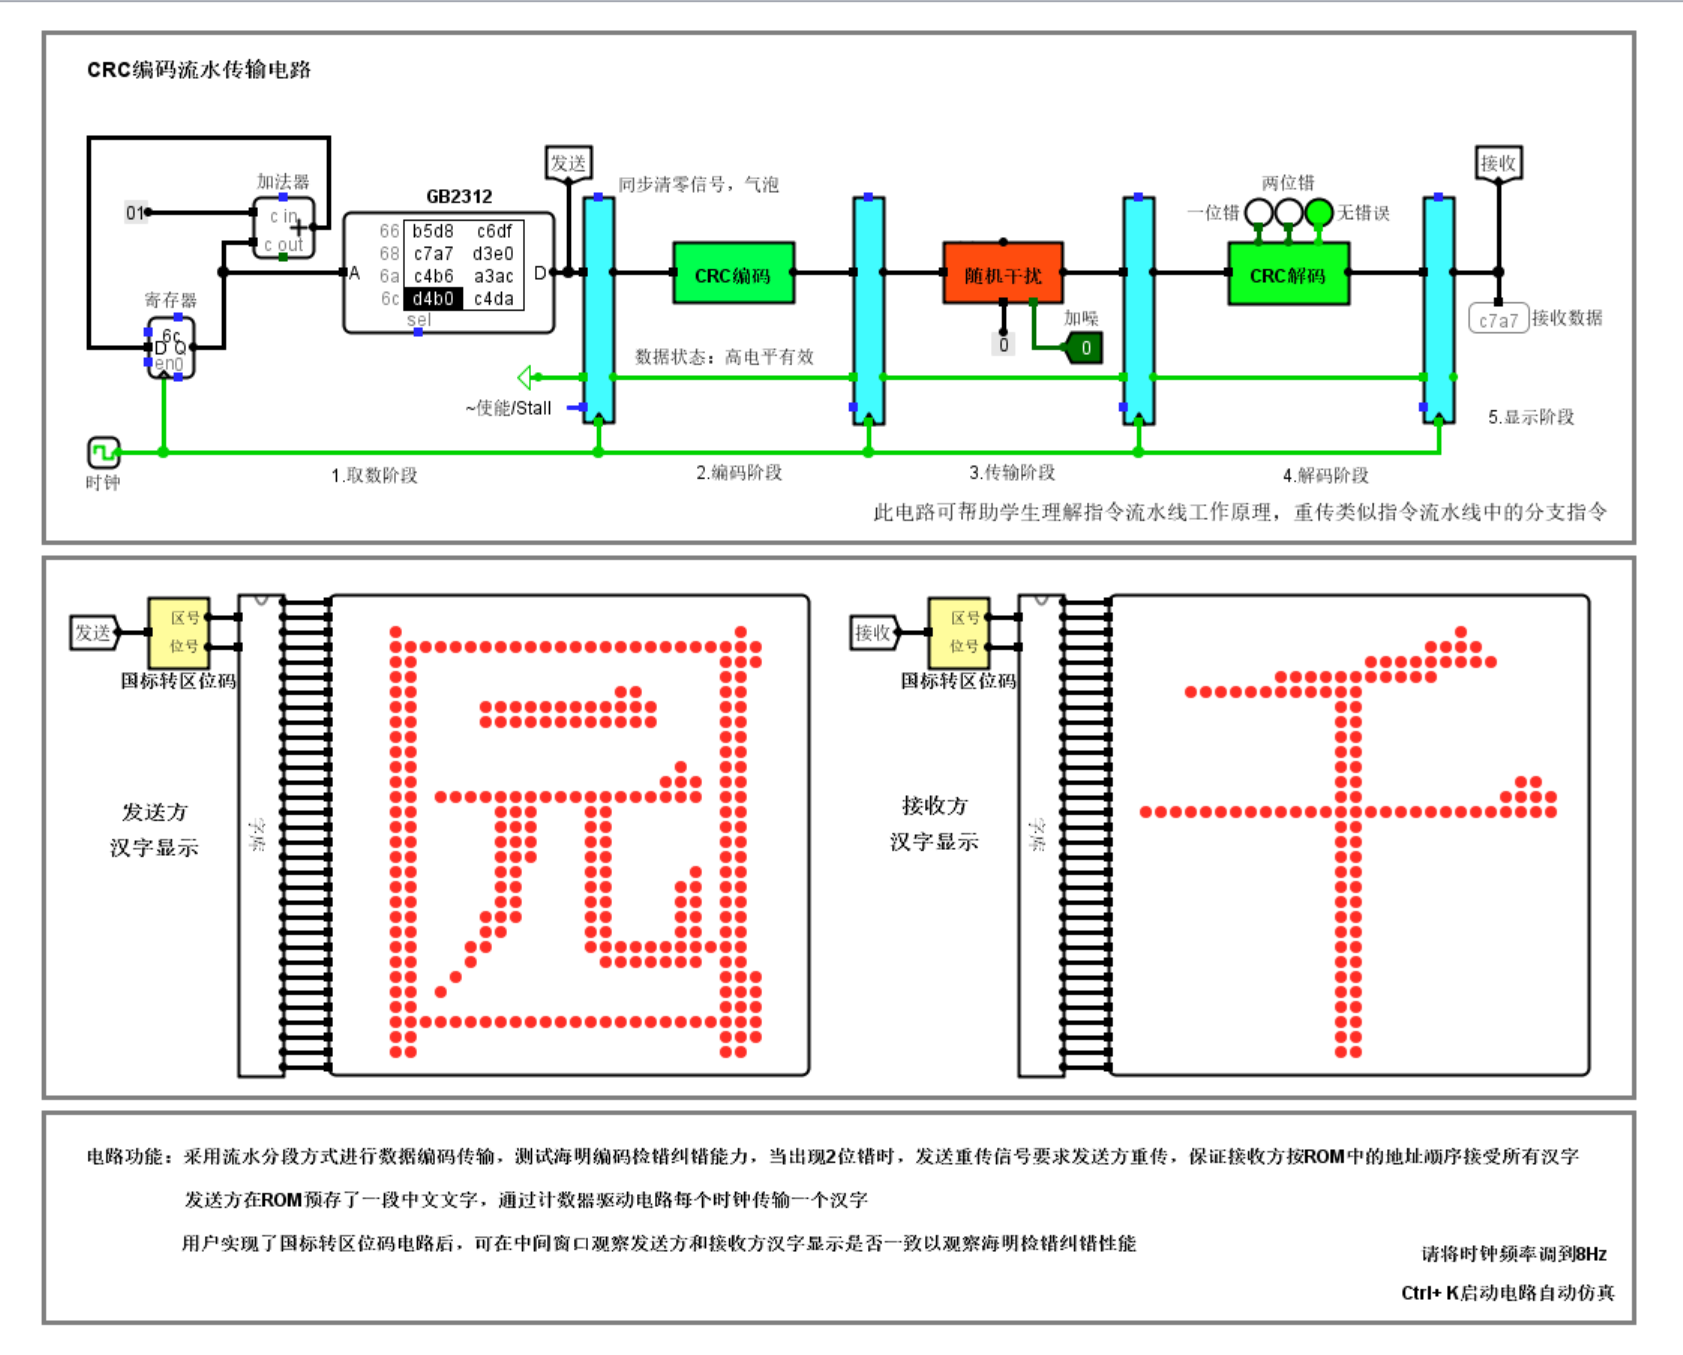 CRC编码流水传输电路
加法器
01
c in
+
c out
寄存器
6c
D Q
en0
时钟
GB2312
66 b5d8 c6df
68 c7a7 d3e0
6a c4b6 a3ac
6c d4b0 c4da
A
D
sel
发送
同步清零信号，气泡
CRC编码
数据状态：高电平有效
~使能/Stall
随机干扰
0
加噪
0
两位错
一位错
无错误
CRC解码
接收
c7a7
接收数据
1.取数阶段
2.编码阶段
3.传输阶段
4.解码阶段
5.显示阶段
此电路可帮助学生理解指令流水线工作原理，重传类似指令流水线中的分支指令
发送
区号
位号
国标转区位码
发送方
汉字显示
字库
园
接收
区号
位号
国标转区位码
接收方
汉字显示
字库
千
电路功能：采用流水分段方式进行数据编码传输，测试海明编码检错纠错能力，当出现2位错时，发送重传信号要求发送方重传，保证接收方按ROM中的地址顺序接受所有汉字
发送方在ROM预存了一段中文文字，通过计数器驱动电路每个时钟传输一个汉字
用户实现了国标转区位码电路后，可在中间窗口观察发送方和接收方汉字显示是否一致以观察海明检错纠错性能
请将时钟频率调到8Hz
Ctrl+ K启动电路自动仿真